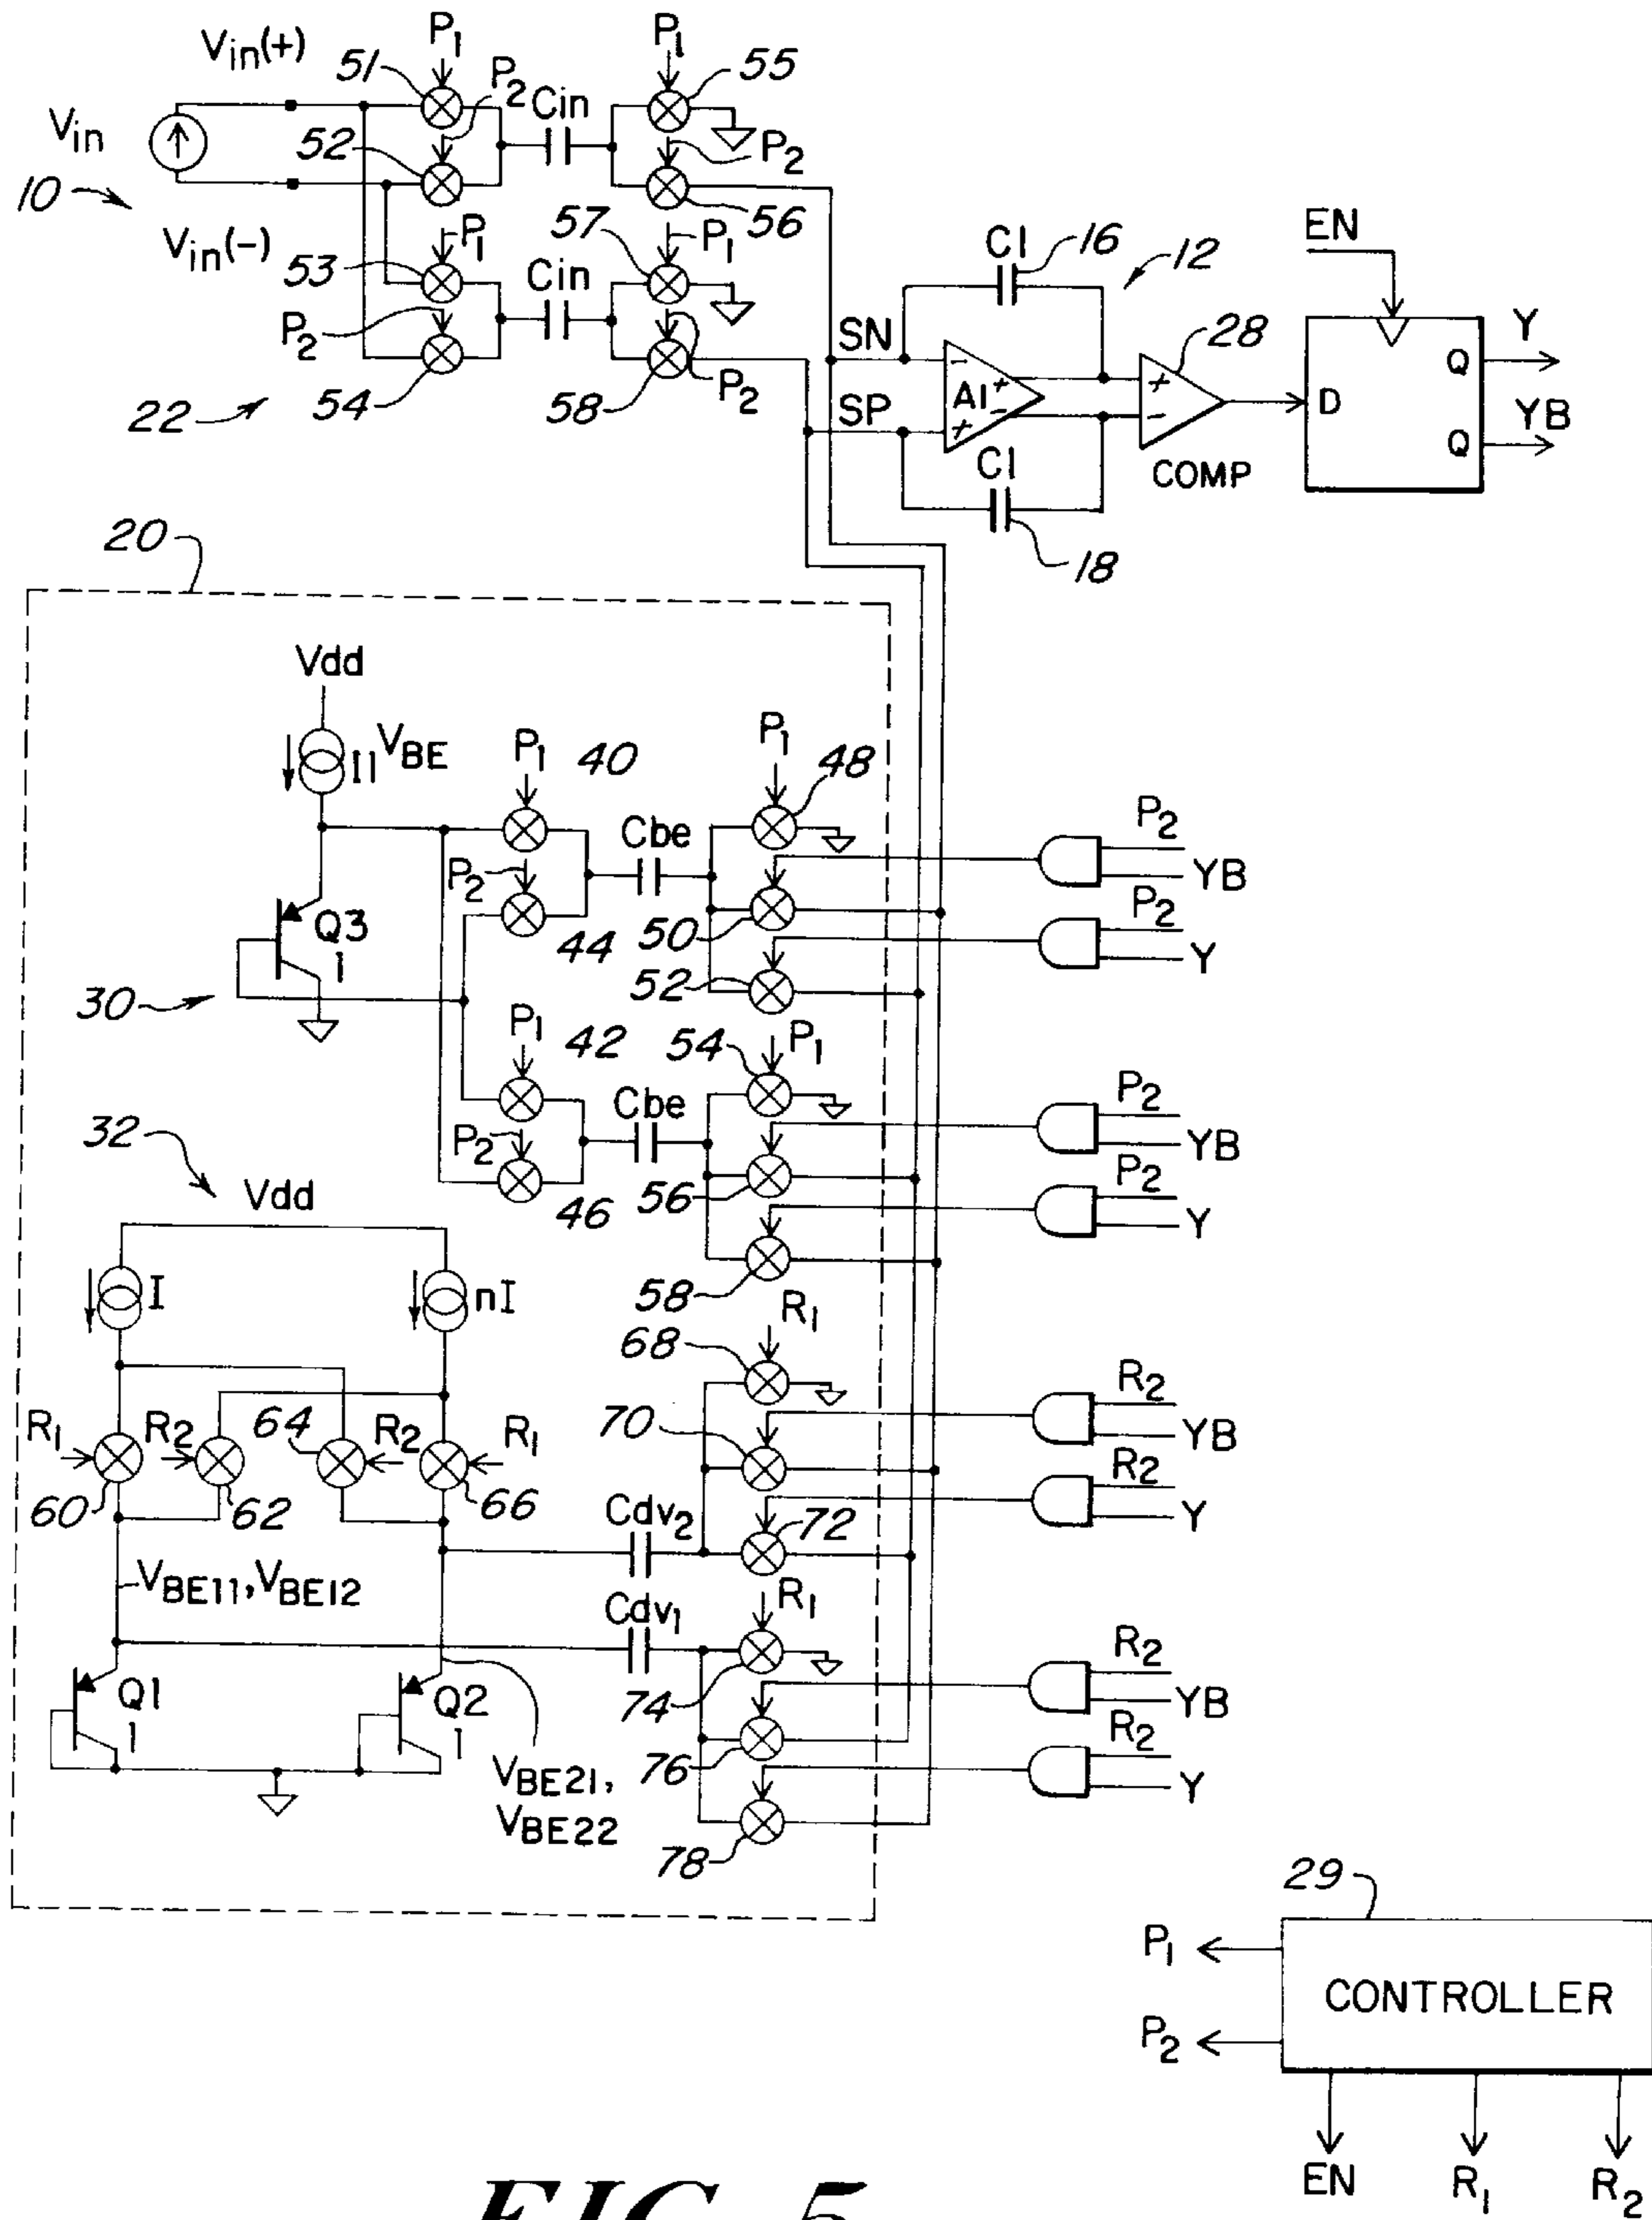 P1 P1
Vin(+) 51 55
P2 Cin
Vin 52 P2
10 56
Vin(-) P1 57 P1
53 Cin
P2
54 58 P2
22
EN
C1 16 12
SN 28 Y
- + A1 + - + - D Q
SP Q YB
C1 COMP
18
20
Vdd
I1 VBE P1 40 P1 48
Cbe P2
P2 YB
Q3 50 P2
1 44 Y
30 52
P1 42 54 P1
Cbe P2
32 P2 YB
Vdd 56 P2
46 Y
I nI 58
R1
68
R2
R1 R2 64 R2 R1 70 YB
R2
60 62 66 Y
Cdv2 72
VBE11, VBE12
Cdv1 R1
R2
Q1 Q2 74 YB
1 1 R2
76 Y
VBE21,
VBE22
78
29
P1
CONTROLLER
P2
EN R1 R2
FIG. 5